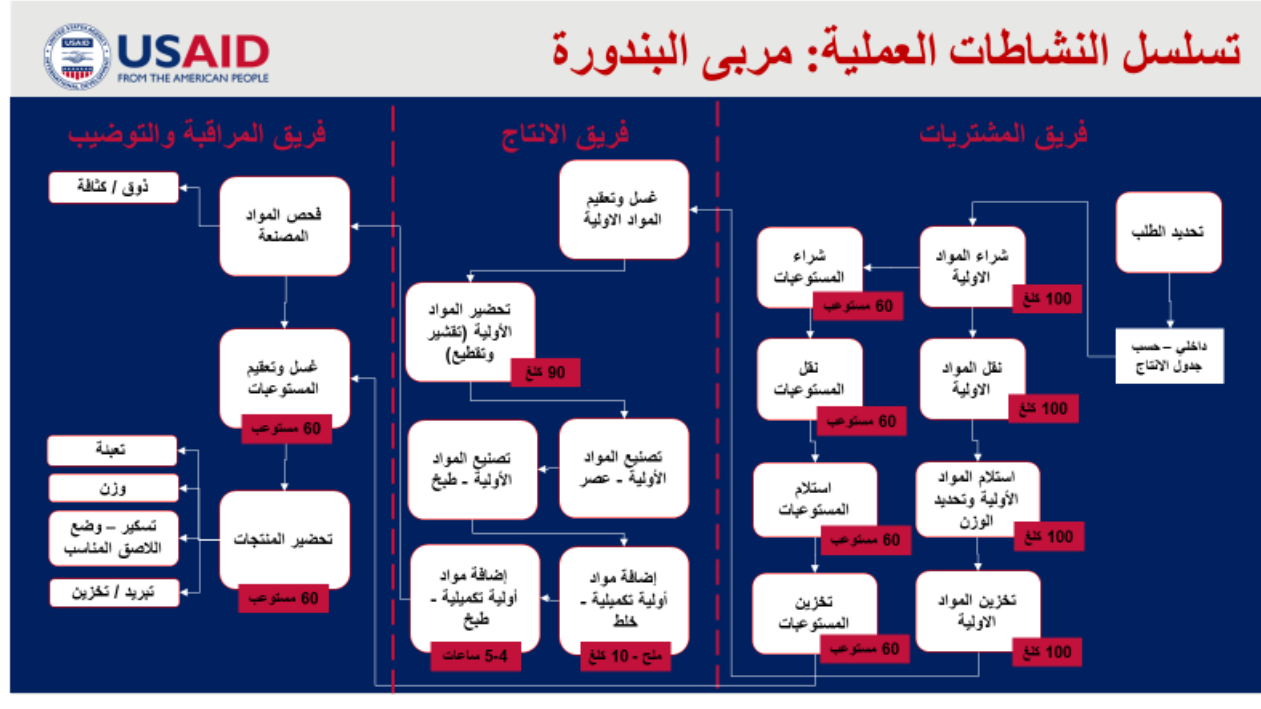 USAID
FROM THE AMERICAN PEOPLE
UNITED STATES AGENCY
INTERNATIONAL DEVELOPMENT
USAID
تسلسل النشاطات العملية: مربى البندورة
فريق المشتريات
تحديد الطلب
داخلي – حسب
جدول الانتاج
شراء المواد
الاولية
100 كلغ
نقل المواد
الاولية
100 كلغ
استلام المواد
الأولية وتحديد
الوزن
100 كلغ
تخزين المواد
الاولية
100 كلغ
شراء
المستوعبات
60 مستوعب
نقل
المستوعبات
60 مستوعب
استلام
المستوعبات
60 مستوعب
تخزين
المستوعبات
60 مستوعب
فريق الانتاج
غسل وتعقيم
المواد الاولية
تحضير المواد
الأولية (تقشير
وتقطيع)
90 كلغ
تصنيع المواد
الأولية - عصر
تصنيع المواد
الأولية - طبخ
إضافة مواد
أولية تكميلية -
خلط
ملح - 10 كلغ
إضافة مواد
أولية تكميلية -
طبخ
5-4 ساعات
فريق المراقبة والتوضيب
فحص المواد
المصنعة
ذوق / كثافة
غسل وتعقيم
المستوعبات
60 مستوعب
تحضير المنتجات
60 مستوعب
تعبئة
وزن
تسكير – وضع
اللاصق المناسب
تبريد / تخزين